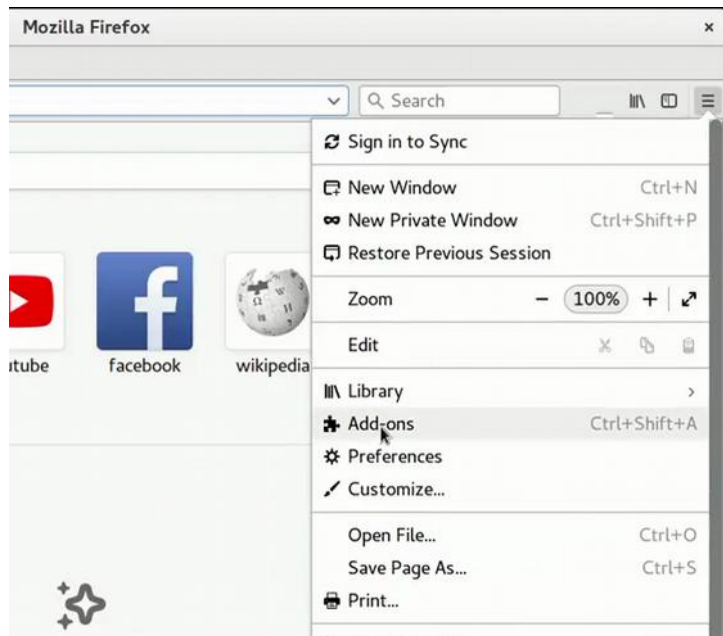 Mozilla Firefox
Search
Sign in to Sync
New Window Ctrl+N
New Private Window Ctrl+Shift+P
Restore Previous Session
Zoom 100%
Edit
Library
Add-ons Ctrl+Shift+A
Preferences
Customize...
Open File... Ctrl+O
Save Page As... Ctrl+S
Print...
utube facebook wikipedia